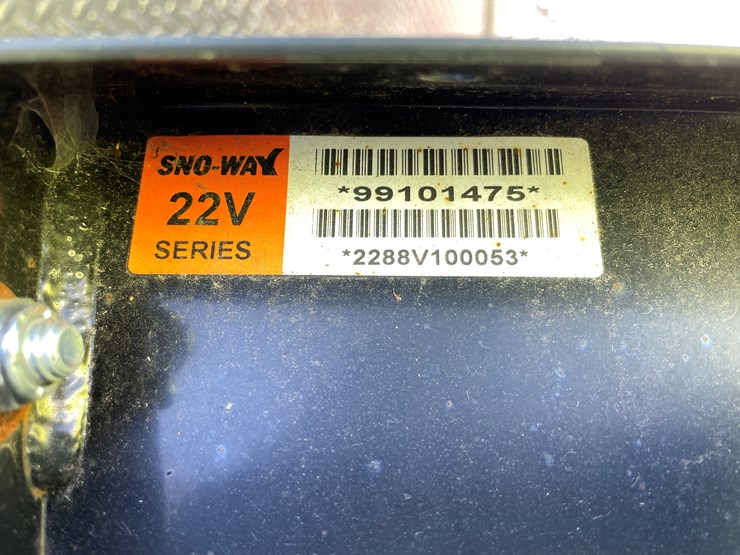 SNO-WAY
22V
SERIES
*99101475*
*2288V100053*